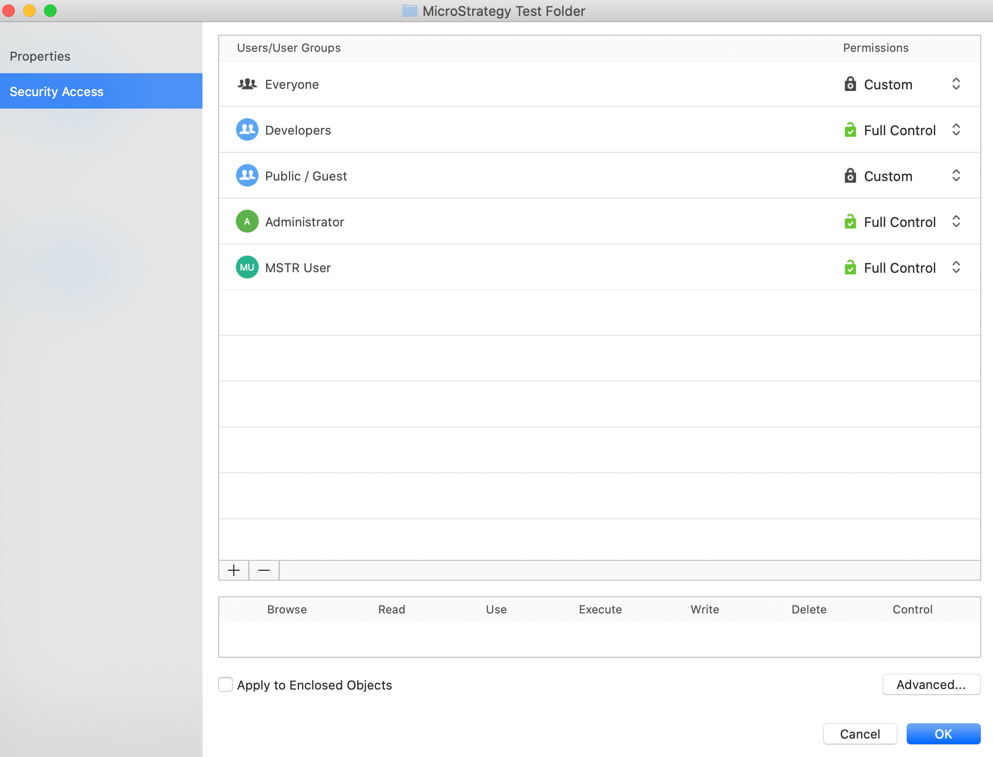 MicroStrategy Test Folder
Properties
Security Access
Users/User Groups Permissions
Everyone Custom
Developers Full Control
Public / Guest Custom
A Administrator Full Control
MU MSTR User Full Control
Browse Read Use Execute Write Delete Control
Apply to Enclosed Objects Advanced...
Cancel OK